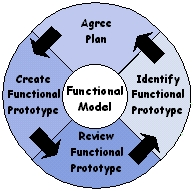 Agree
Plan
Create
Functional
Prototype
Functional
Model
Identify
Functional
Prototype
Review
Functional
Prototype